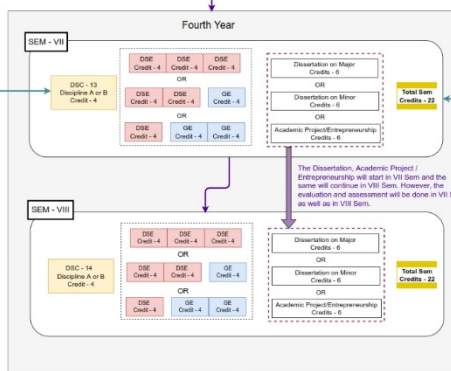 Fourth Year
SEM - VII
DSC - 13
Discipline A or B
Credit - 4
DSE
Credit - 4
DSE
Credit - 4
DSE
Credit - 4
OR
DSE
Credit - 4
DSE
Credit - 4
GE
Credit - 4
OR
DSE
Credit - 4
GE
Credit - 4
GE
Credit - 4
Dissertation on Major
Credits - 6
OR
Dissertation on Minor
Credits - 6
OR
Academic Project/Entrepreneurship
Credits - 6
Total Sem
Credits - 22
The Dissertation, Academic Project /
Entrepreneurship will start in VII Sem and the
same will continue in VIII Sem. However, the
evaluation and assessment will be done in VII
as well as in VIII Sem.
SEM - VIII
DSC - 14
Discipline A or B
Credit - 4
DSE
Credit - 4
DSE
Credit - 4
DSE
Credit - 4
OR
DSE
Credit - 4
DSE
Credit - 4
GE
Credit - 4
OR
DSE
Credit - 4
GE
Credit - 4
GE
Credit - 4
Dissertation on Major
Credits - 6
OR
Dissertation on Minor
Credits - 6
OR
Academic Project/Entrepreneurship
Credits - 6
Total Sem
Credits - 22